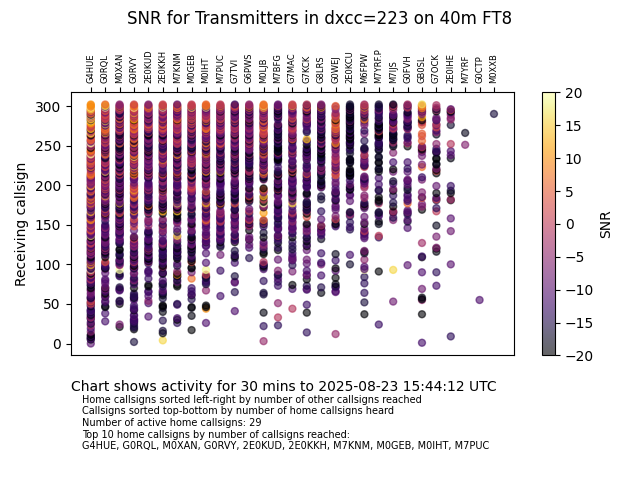 SNR for Transmitters in dxcc=223 on 40m FT8
G4HUE G0RQL M0XAN G0RVY 2E0KUD 2E0KKH M7KNM M0GEB M0IHT M7PUC G7TVI G6PWS M0LJB M7BFG G7MAC G7KCK G8LRS G0WEJ 2E0KCU M6FPW M7YRF.P M7IJS G0FVH GB0SL G7OCK 2E0IHE M7YRF G0CTP M0XXB
300
250
200
150
100
50
0
Receiving callsign
20
15
10
5
0
−5
−10
−15
−20
SNR
Chart shows activity for 30 mins to 2025-08-23 15:44:12 UTC
Home callsigns sorted left-right by number of other callsigns reached
Callsigns sorted top-bottom by number of home callsigns heard
Number of active home callsigns: 29
Top 10 home callsigns by number of callsigns reached:
G4HUE, G0RQL, M0XAN, G0RVY, 2E0KUD, 2E0KKH, M7KNM, M0GEB, M0IHT, M7PUC